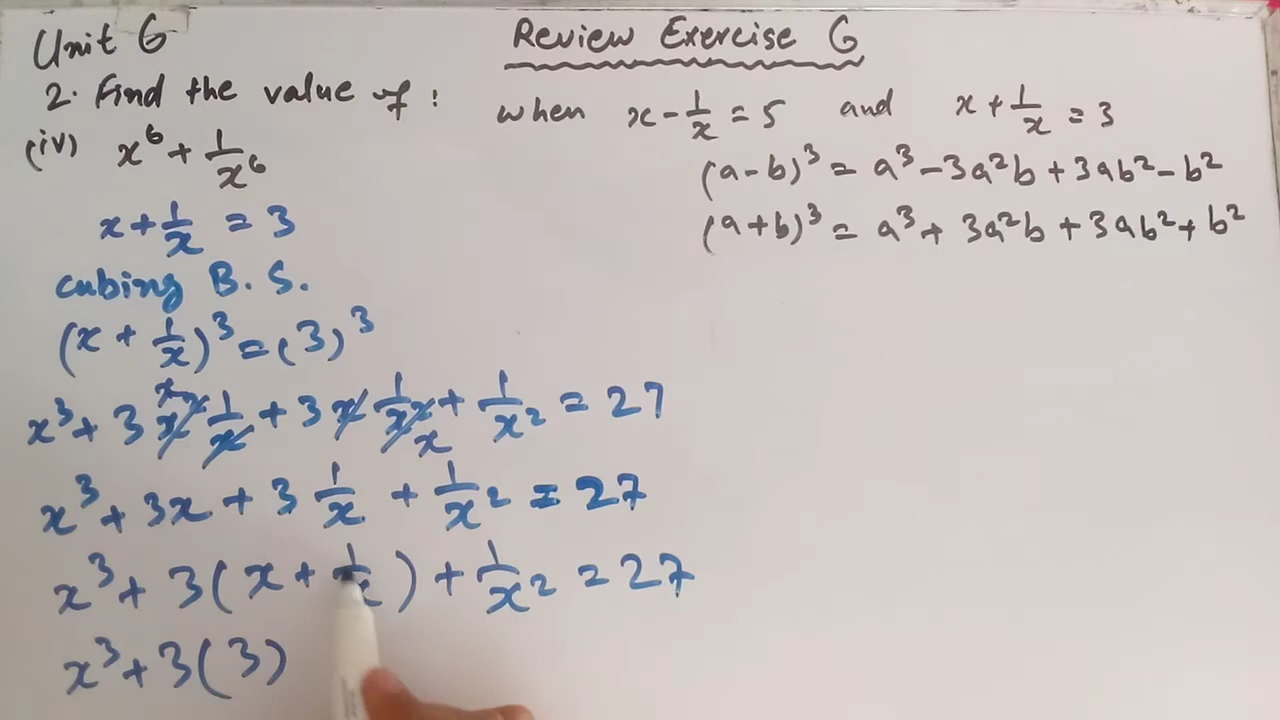 Unit 6
Review Exercise 6
2. Find the value of : when x - 1/x = 5 and x + 1/x = 3
(iv) x⁶ + 1/x⁶
(a-b)³ = a³ - 3a²b + 3ab² - b²
(a+b)³ = a³ + 3a²b + 3ab² + b²
x + 1/x = 3
cubing B. S.
(x + 1/x)³ = (3)³
x³ + 3 x² 1/x + 3 x 1/x² + 1/x² = 27
x³ + 3x + 3 1/x + 1/x² = 27
x³ + 3(x + 1/x) + 1/x² = 27
x³ + 3(3)